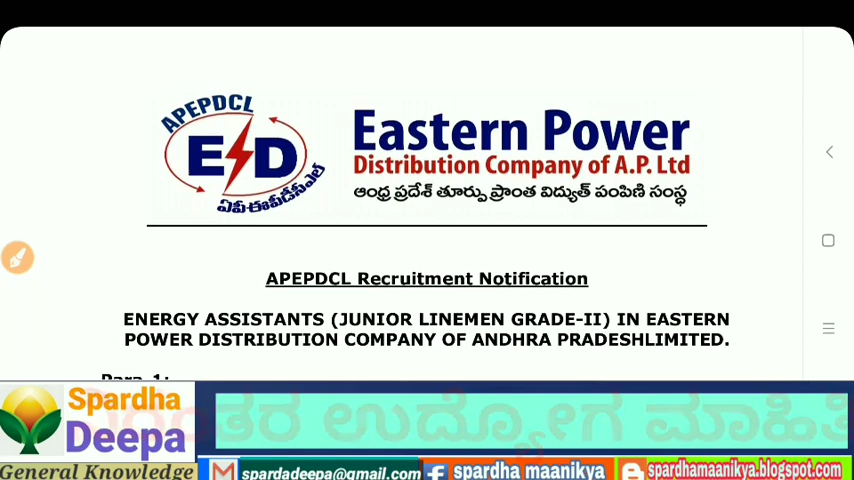 APEPDCL
E D
ఏపీఈపీడీసీఎల్
Eastern Power
Distribution Company of A.P. Ltd
ఆంధ్ర ప్రదేశ్ తూర్పు ప్రాంత విద్యుత్ పంపిణి సంస్థ
APEPDCL Recruitment Notification
ENERGY ASSISTANTS (JUNIOR LINEMEN GRADE-II) IN EASTERN
POWER DISTRIBUTION COMPANY OF ANDHRA PRADESHLIMITED.
Para 1:
Spardha
Deepa
General Knowledge
ಉದ್ಯೋಗ ಮಾಹಿತಿ
spardadeepa@gmail.com
spardha maanikya
spardhamaanikya.blogspot.com